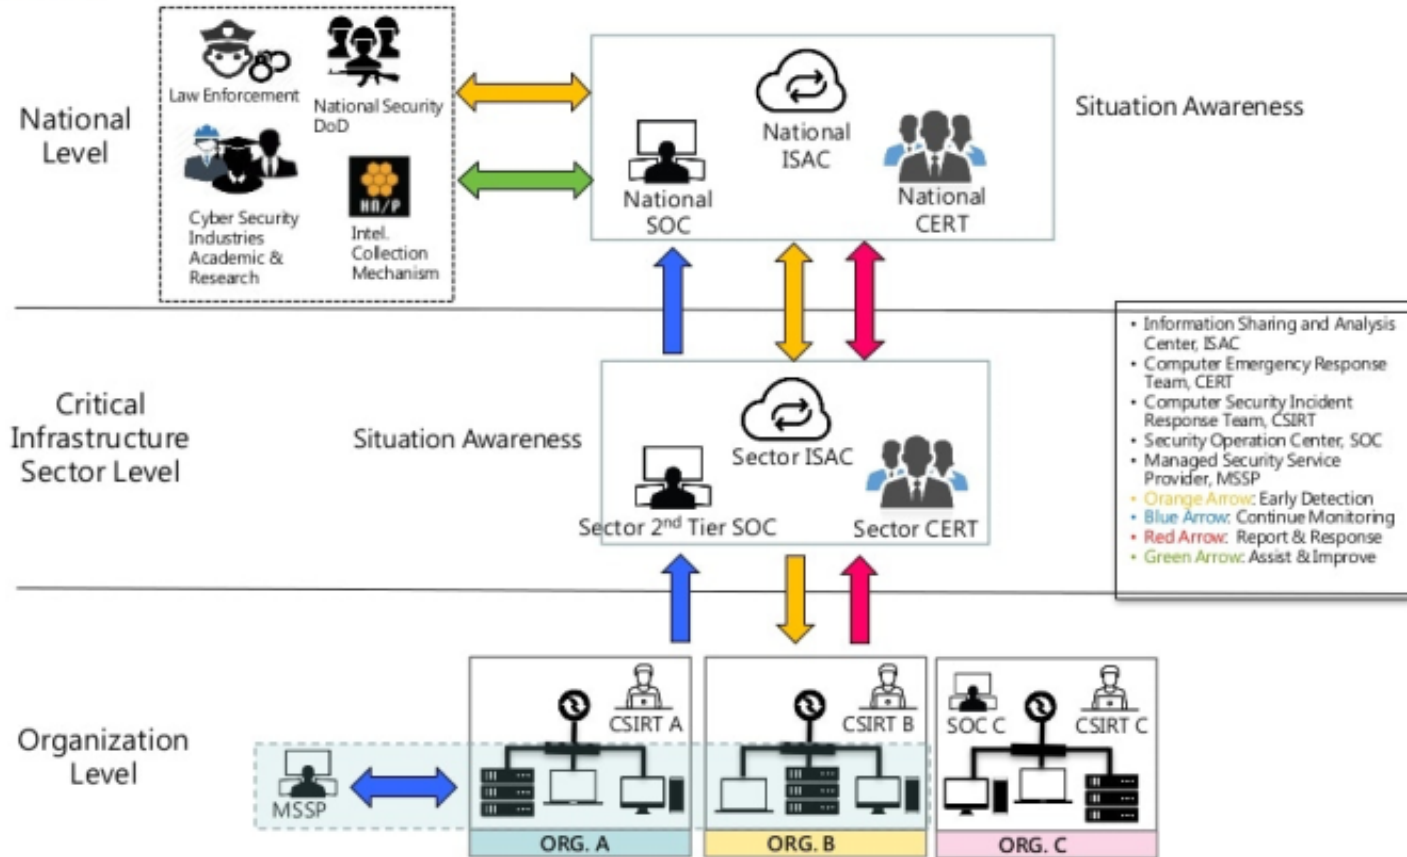 Law Enforcement
National Security
DoD
National
Level
Cyber Security
Industries
Academic &
Research
HN/P
Intel.
Collection
Mechanism
National
ISAC
National
SOC
National
CERT
Situation Awareness
Critical
Infrastructure
Sector Level
Situation Awareness
Sector ISAC
Sector 2nd Tier SOC
Sector CERT
• Information Sharing and Analysis
Center, ISAC
• Computer Emergency Response
Team, CERT
• Computer Security Incident
Response Team, CSIRT
• Security Operation Center, SOC
• Managed Security Service
Provider, MSSP
• Orange Arrow: Early Detection
• Blue Arrow: Continue Monitoring
• Red Arrow: Report & Response
• Green Arrow: Assist & Improve
Organization
Level
MSSP
CSIRT A
ORG. A
CSIRT B
ORG. B
SOC C
CSIRT C
ORG. C